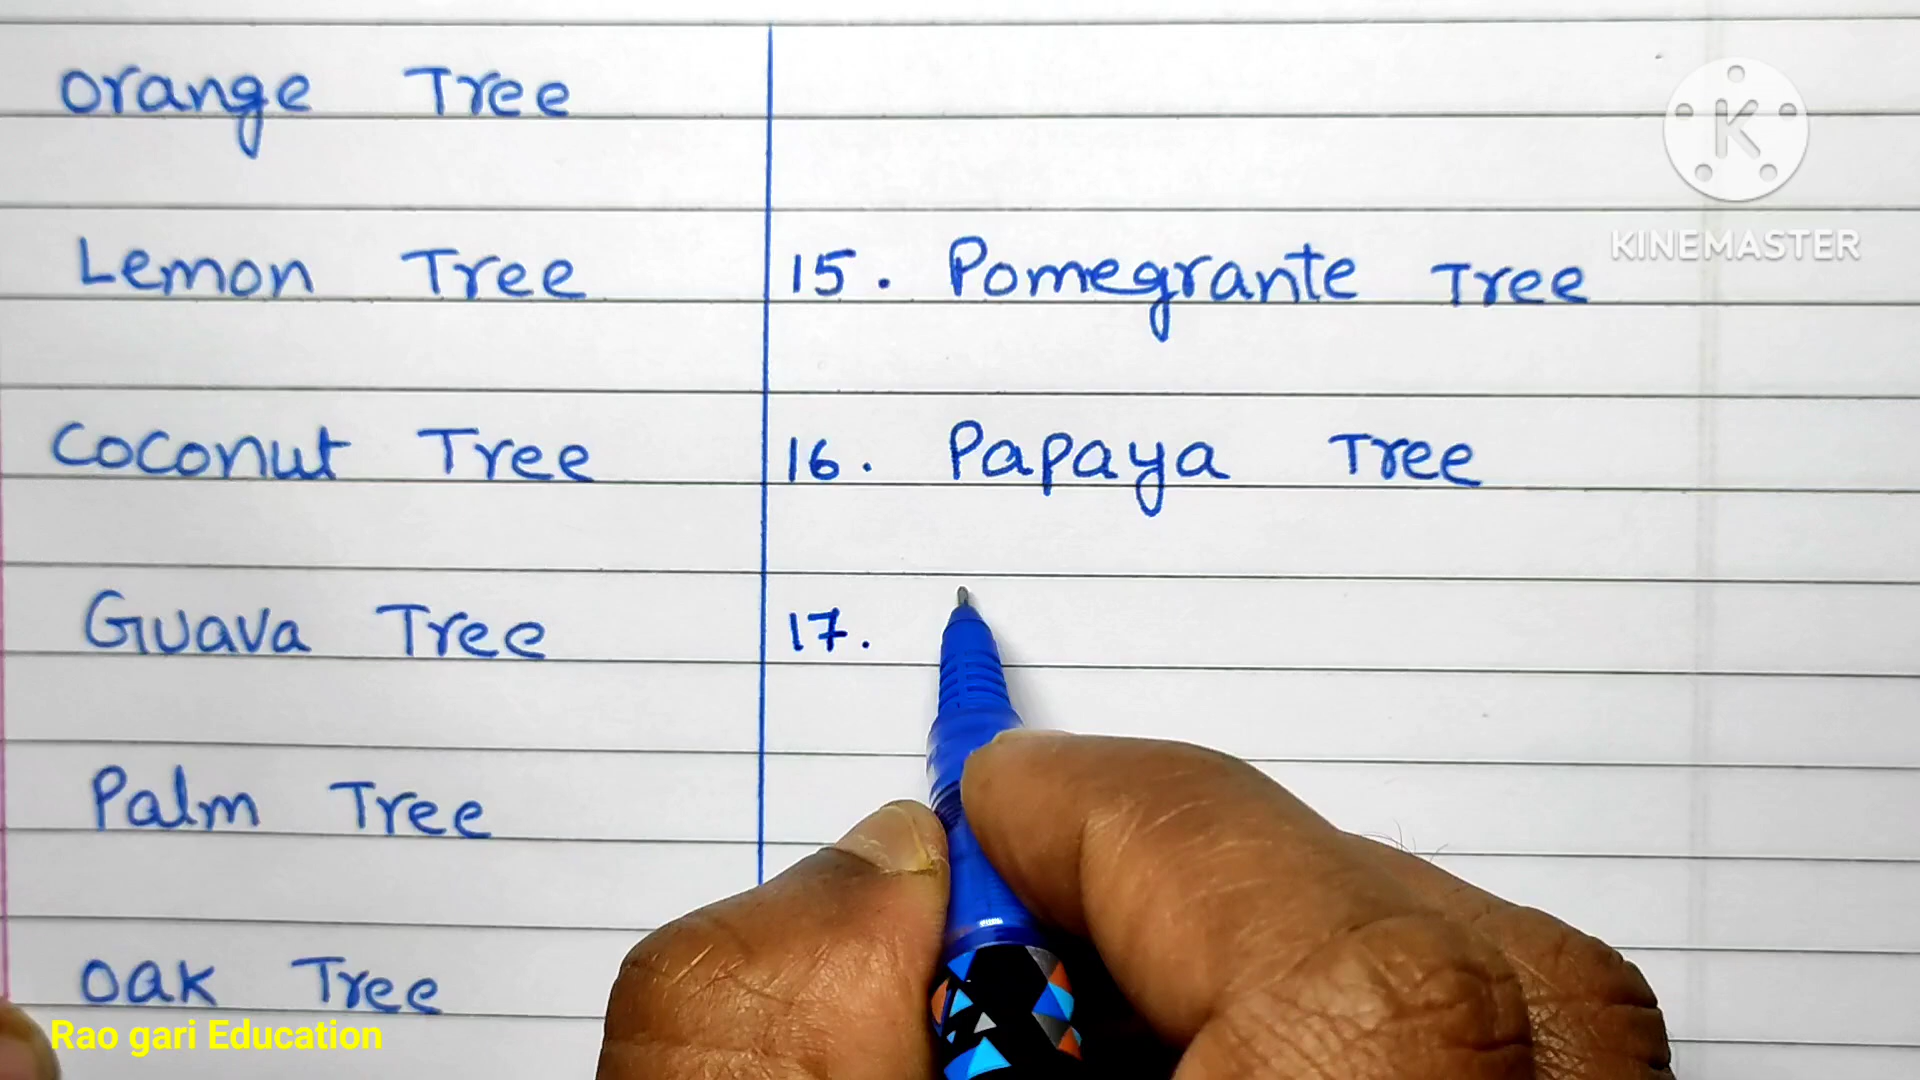 Orange Tree
Lemon Tree
Coconut Tree
Guava Tree
Palm Tree
Oak Tree
15. Pomegrante Tree
16. Papaya Tree
17.
K
KINEMASTER
Rao gari Education